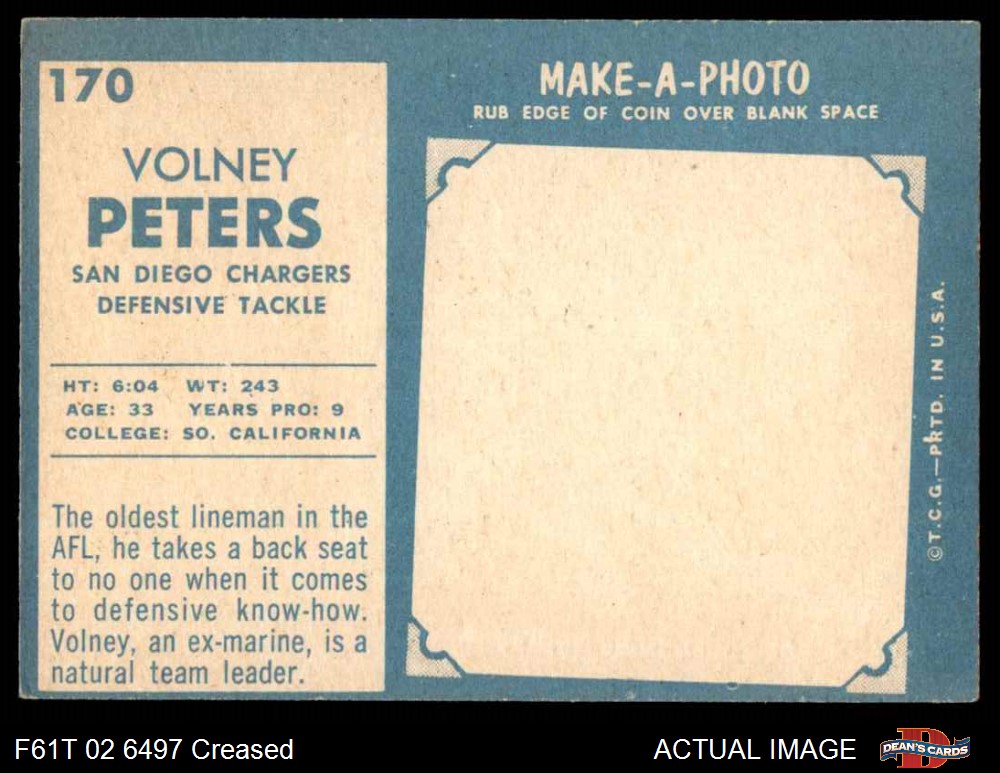 170
VOLNEY
PETERS
SAN DIEGO CHARGERS
DEFENSIVE TACKLE
HT: 6:04 WT: 243
AGE: 33 YEARS PRO: 9
COLLEGE: SO. CALIFORNIA
The oldest lineman in the
AFL, he takes a back seat
to no one when it comes
to defensive know-how.
Volney, an ex-marine, is a
natural team leader.
MAKE-A-PHOTO
RUB EDGE OF COIN OVER BLANK SPACE
©T.C.G.—PRTD. IN U.S.A.
F61T 02 6497 Creased
ACTUAL IMAGE
DEAN'S CARDS